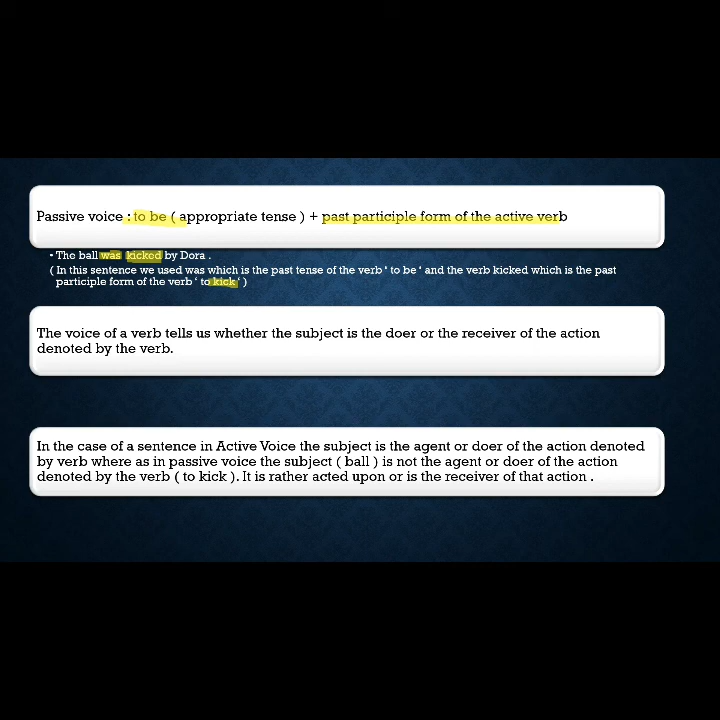 Passive voice : to be ( appropriate tense ) + past participle form of the active verb
• The ball was kicked by Dora .
( In this sentence we used was which is the past tense of the verb ‘ to be ‘ and the verb kicked which is the past
participle form of the verb ‘ to kick ‘ )
The voice of a verb tells us whether the subject is the doer or the receiver of the action
denoted by the verb.
In the case of a sentence in Active Voice the subject is the agent or doer of the action denoted
by verb where as in passive voice the subject ( ball ) is not the agent or doer of the action
denoted by the verb ( to kick ). It is rather acted upon or is the receiver of that action .